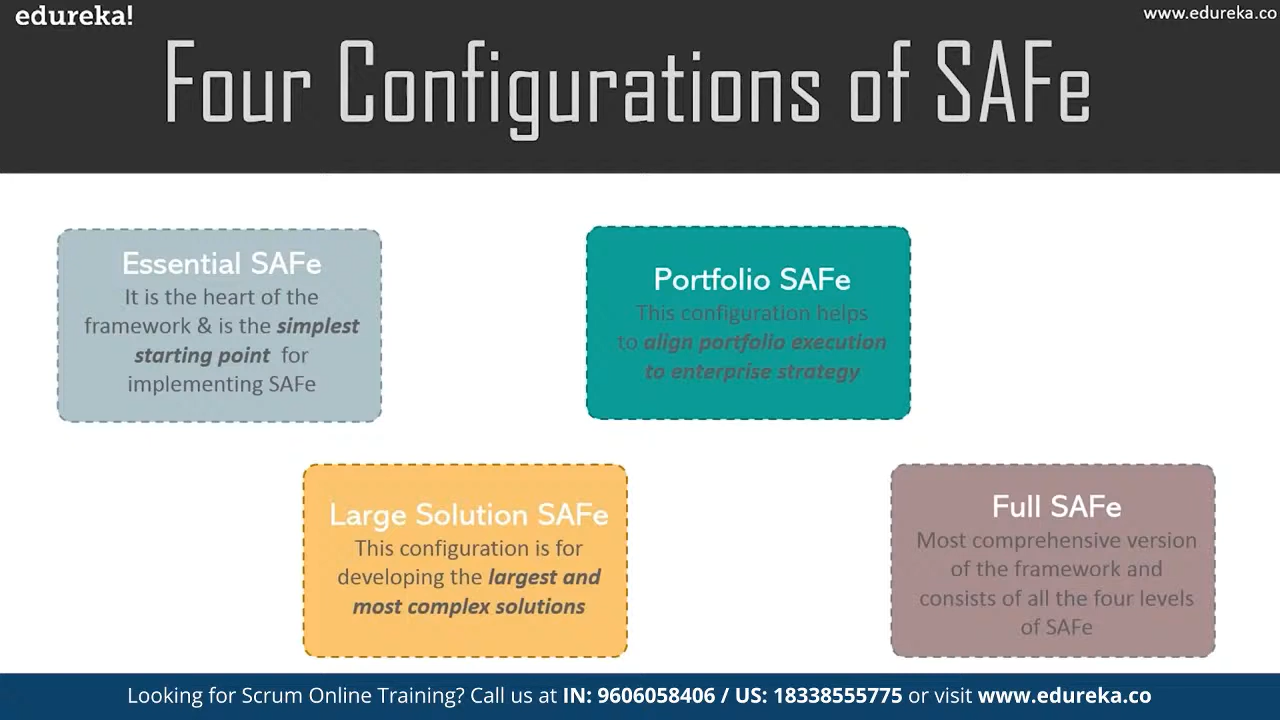 edureka!
www.edureka.co
Four Configurations of SAFe
Essential SAFe
It is the heart of the
framework & is the simplest
starting point for
implementing SAFe
Portfolio SAFe
This configuration helps
to align portfolio execution
to enterprise strategy
Large Solution SAFe
This configuration is for
developing the largest and
most complex solutions
Full SAFe
Most comprehensive version
of the framework and
consists of all the four levels
of SAFe
Looking for Scrum Online Training? Call us at IN: 9606058406 / US: 18338555775 or visit www.edureka.co